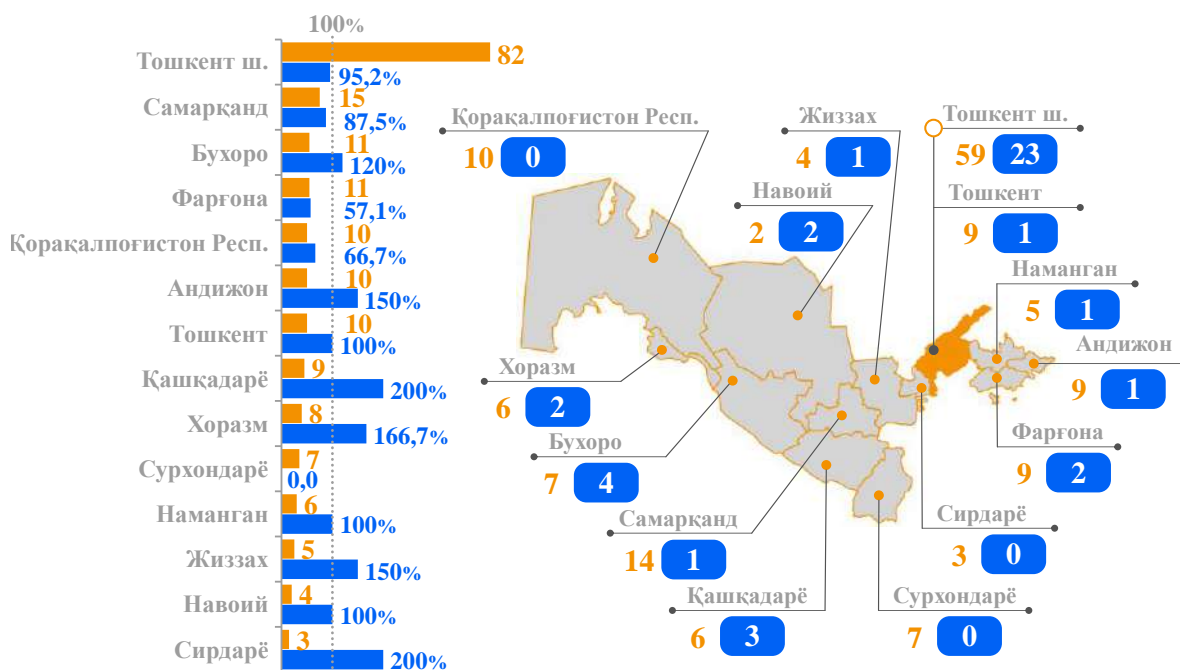 100%
Тошкент ш.
82
95,2%
Самарқанд
15
87,5%
Бухоро
11
120%
Фарғона
11
57,1%
Қорақалпоғистон Респ.
10
66,7%
Андижон
10
150%
Тошкент
10
100%
Қашқадарё
9
200%
Хоразм
8
166,7%
Сурхондарё
7
0,0
Наманган
6
100%
Жиззах
5
150%
Навоий
4
100%
Сирдарё
3
200%
Қорақалпоғистон Респ.
10 0
Жиззах
4 1
Тошкент ш.
59 23
Навоий
2 2
Тошкент
9 1
Наманган
5 1
Андижон
9 1
Хоразм
6 2
Фарғона
9 2
Бухоро
7 4
Самарқанд
14 1
Сирдарё
3 0
Қашқадарё
6 3
Сурхондарё
7 0